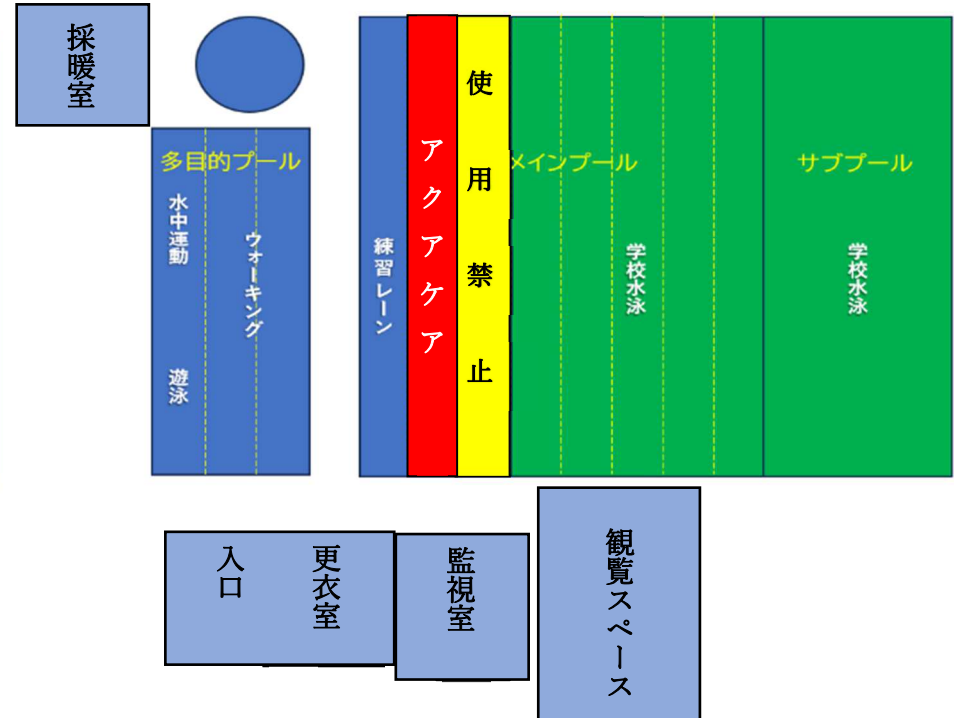 採暖室
多目的プール
水中運動
ウォーキング
遊泳
練習レーン
アクアケア
使用禁止
メインプール
学校水泳
サブプール
学校水泳
入口
更衣室
監視室
観覧スペース